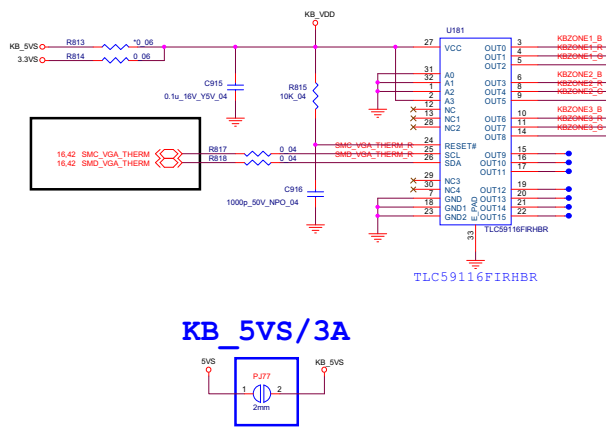 KB_VDD
KB_5VS R813 *0_06
3.3VS R814 0_06
C915
0.1u_16V_Y5V_04
R815
10K_04
16,42 SMC_VGA_THERM R817 0_04 SMC_VGA_THERM_R
16,42 SMD_VGA_THERM R818 0_04 SMD_VGA_THERM_R
C916
1000p_50V_NPO_04
U181
27 VCC OUT0 3 KBZONE1_B
OUT1 4 KBZONE1_R
OUT2 5 KBZONE1_G
31 A0
32 A1 OUT3 6 KBZONE2_B
1 A2 OUT4 8 KBZONE2_R
2 A3 OUT5 9 KBZONE2_G
12 NC
13 NC1 OUT6 10 KBZONE3_B
28 NC2 OUT7 11 KBZONE3_R
OUT8 14 KBZONE3_G
24 RESET#
25 SCL OUT9 15
26 SDA OUT10 16
OUT11 17
29 NC3
30 NC4 OUT12 19
7 GND OUT13 20
18 GND1 OUT14 21
23 GND2 OUT15 22
E_PAD
33
TLC59116FIRHBR
TLC59116FIRHBR
KB_5VS/3A
5VS KB_5VS
PJ77
1 2
2mm